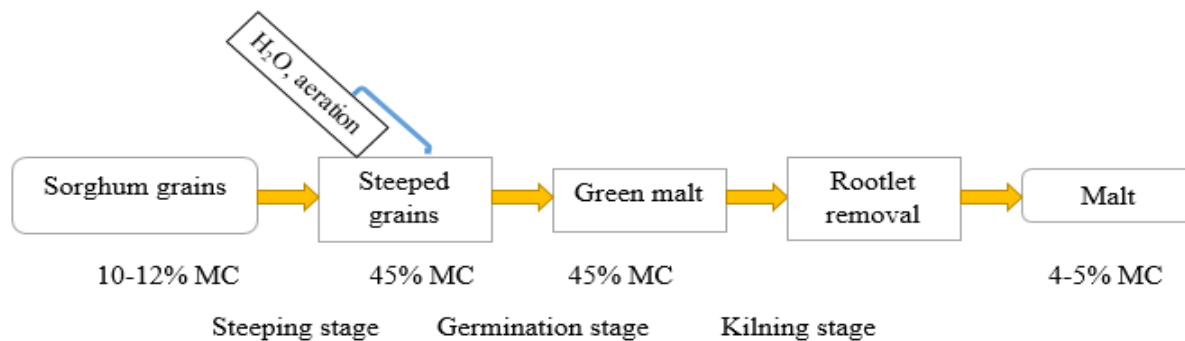 H₂O, aeration
Sorghum grains
Steeped
grains
Green malt
Rootlet
removal
Malt
10-12% MC
45% MC
45% MC
4-5% MC
Steeping stage
Germination stage
Kilning stage